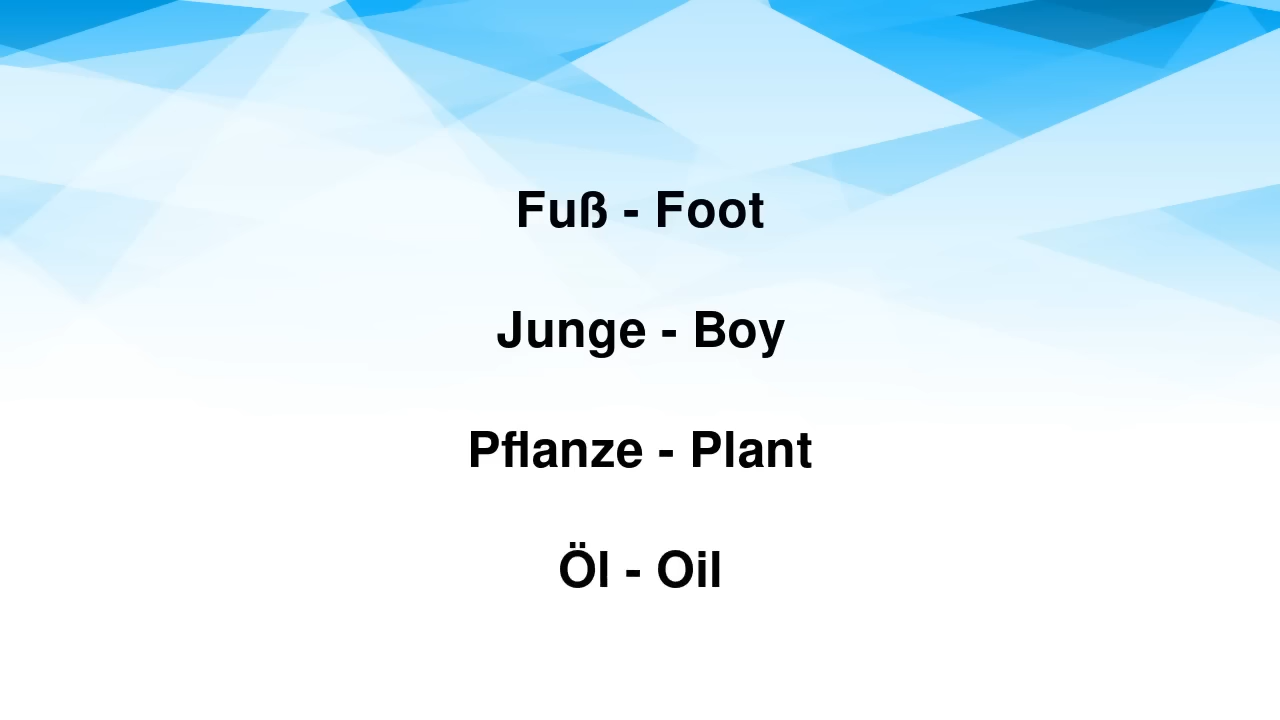 Fuß - Foot
Junge - Boy
Pflanze - Plant
Öl - Oil